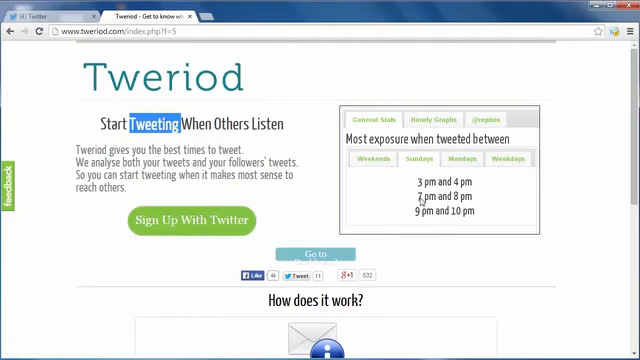 (4) Twitter
Tweriod - Get to know wh
www.tweriod.com/index.php?f=5
Tweriod
Start Tweeting When Others Listen
Tweriod gives you the best times to tweet.
We analyse both your tweets and your followers' tweets.
So you can start tweeting when it makes most sense to
reach others.
Sign Up With Twitter
General Stats
Hourly Graphs
@replies
Most exposure when tweeted between
Weekends
Sundays
Mondays
Weekdays
3 pm and 4 pm
7 pm and 8 pm
9 pm and 10 pm
feedback
Go to
Like
Tweet
11
+1
532
How does it work?